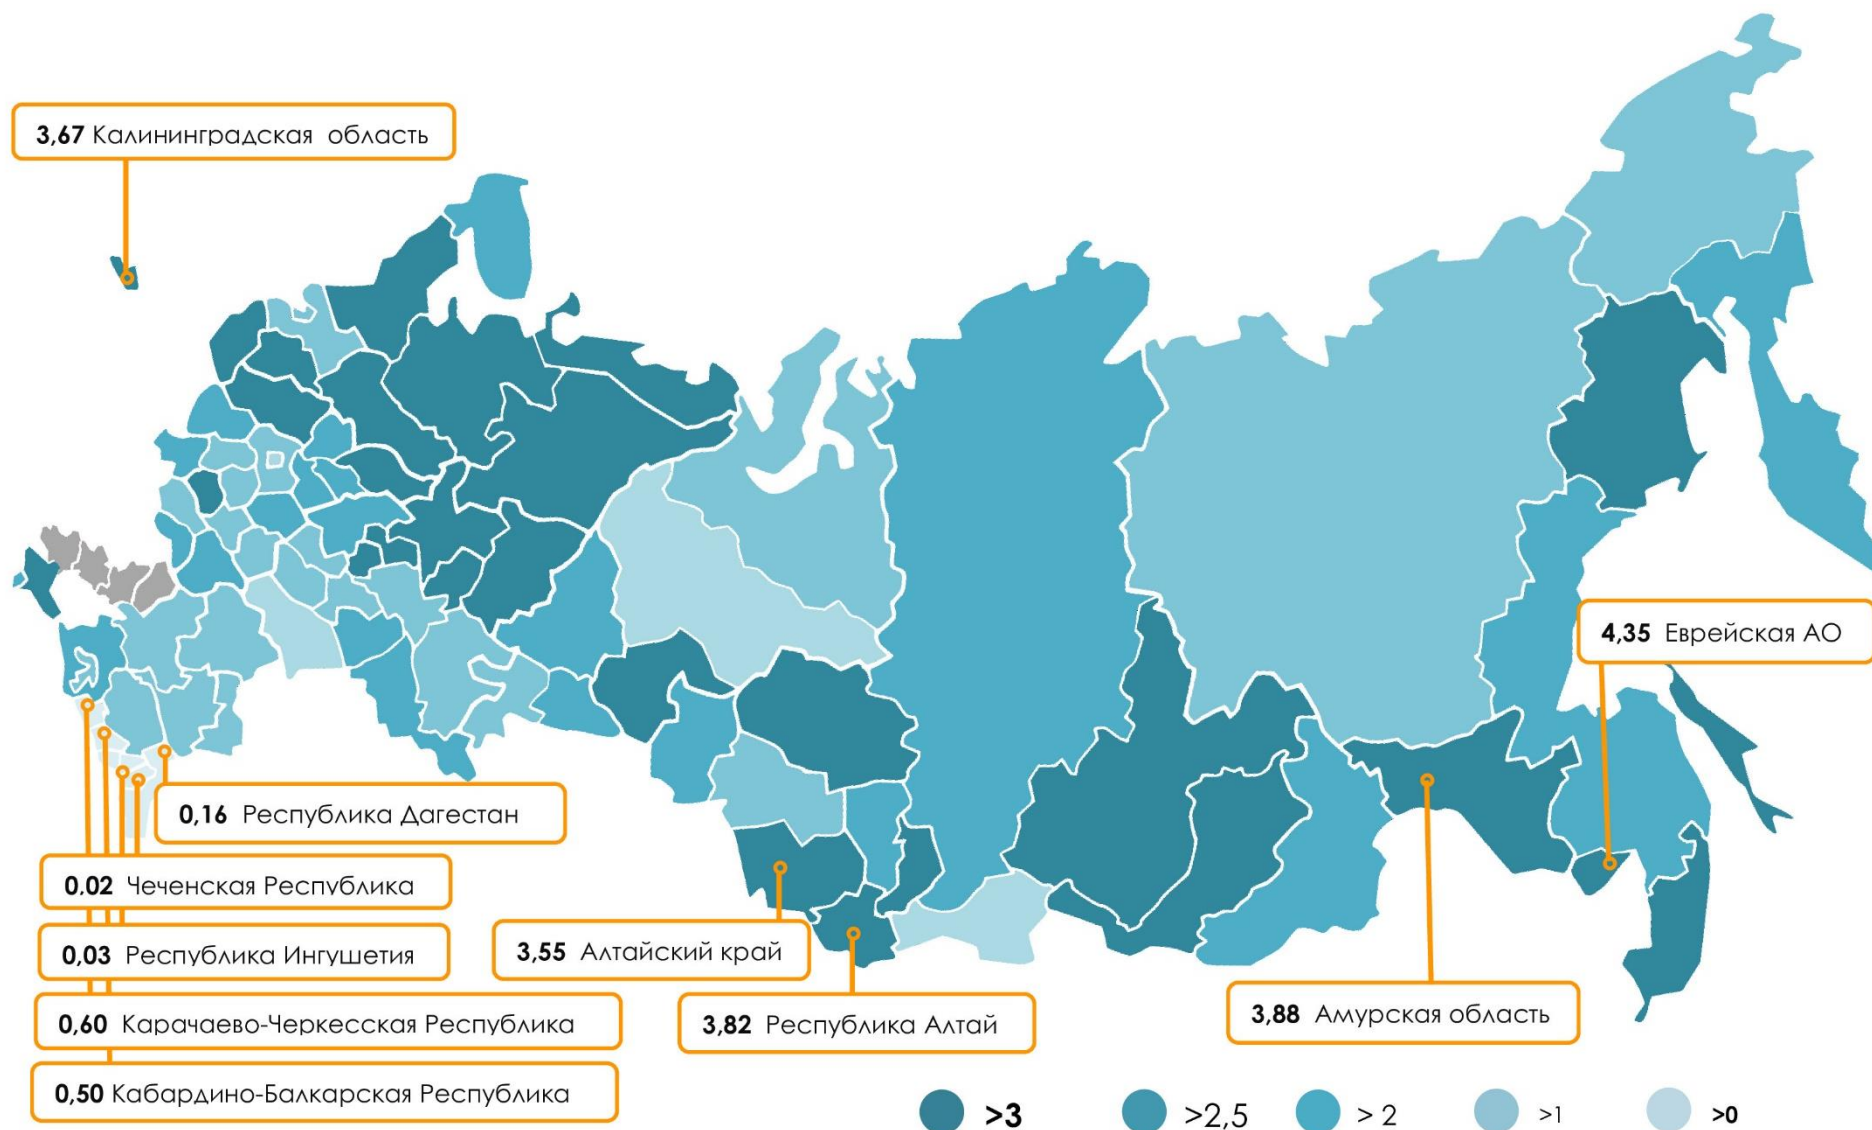 3,67 Калининградская область
4,35 Еврейская АО
0,16 Республика Дагестан
0,02 Чеченская Республика
0,03 Республика Ингушетия
3,55 Алтайский край
0,60 Карачаево-Черкесская Республика
3,82 Республика Алтай
3,88 Амурская область
0,50 Кабардино-Балкарская Республика
>3
>2,5
> 2
>1
>0